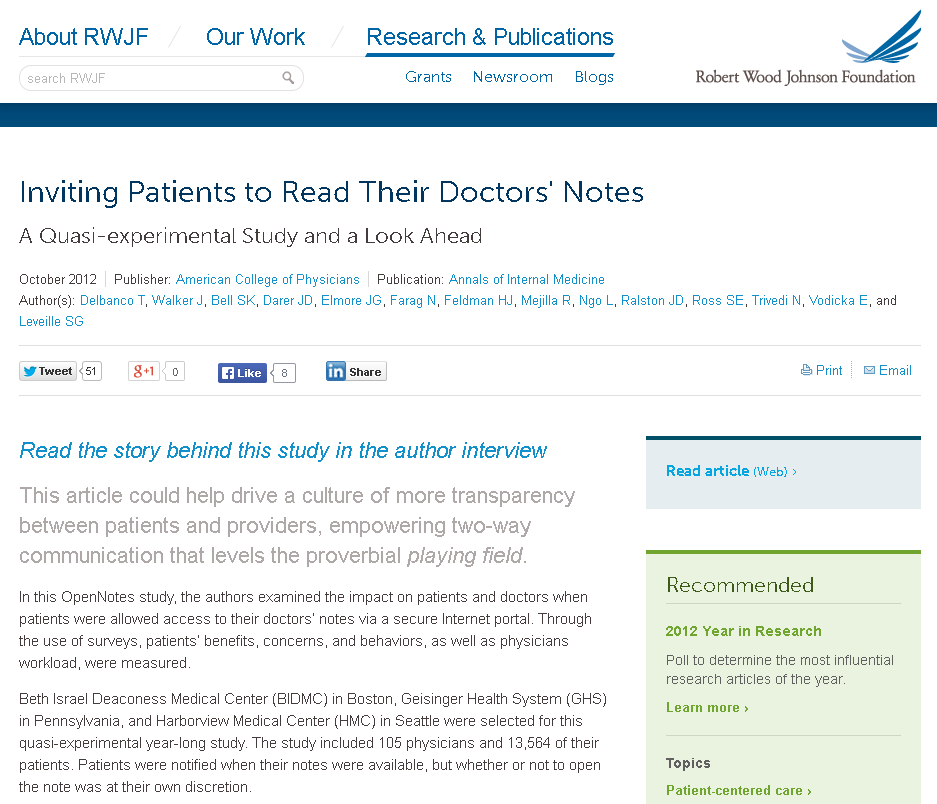 About RWJF / Our Work / Research & Publications
search RWJF
Grants Newsroom Blogs
Robert Wood Johnson Foundation
Inviting Patients to Read Their Doctors' Notes
A Quasi-experimental Study and a Look Ahead
October 2012 | Publisher: American College of Physicians | Publication: Annals of Internal Medicine
Author(s): Delbanco T, Walker J, Bell SK, Darer JD, Elmore JG, Farag N, Feldman HJ, Mejilla R, Ngo L, Ralston JD, Ross SE, Trivedi N, Vodicka E, and
Leveille SG
Tweet 51 g+1 0 Like 8 in Share Print Email
Read the story behind this study in the author interview
This article could help drive a culture of more transparency
between patients and providers, empowering two-way
communication that levels the proverbial playing field.
In this OpenNotes study, the authors examined the impact on patients and doctors when
patients were allowed access to their doctors' notes via a secure Internet portal. Through
the use of surveys, patients' benefits, concerns, and behaviors, as well as physicians
workload, were measured.
Beth Israel Deaconess Medical Center (BIDMC) in Boston, Geisinger Health System (GHS)
in Pennsylvania, and Harborview Medical Center (HMC) in Seattle were selected for this
quasi-experimental year-long study. The study included 105 physicians and 13,564 of their
patients. Patients were notified when their notes were available, but whether or not to open
the note was at their own discretion.
Read article (Web) ›
Recommended
2012 Year in Research
Poll to determine the most influential
research articles of the year.
Learn more ›
Topics
Patient-centered care ›